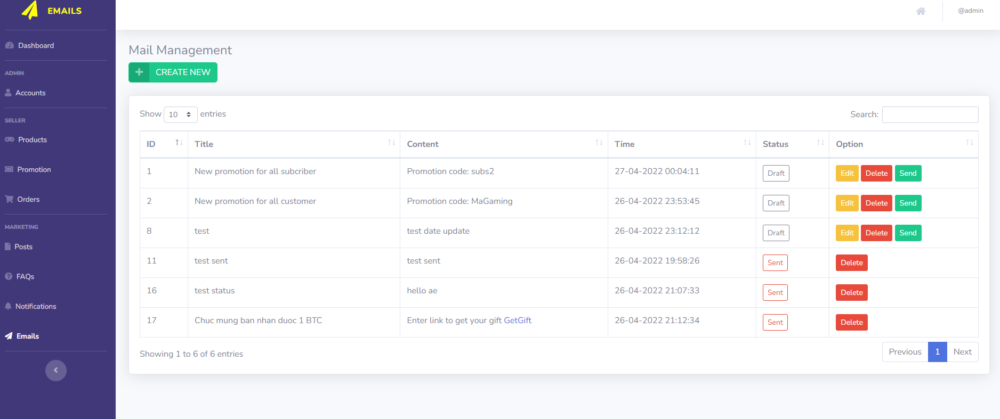 EMAILS
@admin
Dashboard
ADMIN
Accounts
SELLER
Products
Promotion
Orders
MARKETING
Posts
FAQs
Notifications
Emails
Mail Management
CREATE NEW
Show 10 entries
Search:
ID Title Content Time Status Option
1 New promotion for all subcriber Promotion code: subs2 27-04-2022 00:04:11 Draft Edit Delete Send
2 New promotion for all customer Promotion code: MaGaming 26-04-2022 23:53:45 Draft Edit Delete Send
8 test test date update 26-04-2022 23:12:12 Draft Edit Delete Send
11 test sent test sent 26-04-2022 19:58:26 Sent Delete
16 test status hello ae 26-04-2022 21:07:33 Sent Delete
17 Chuc mung ban nhan duoc 1 BTC Enter link to get your gift GetGift 26-04-2022 21:12:34 Sent Delete
Showing 1 to 6 of 6 entries
Previous 1 Next